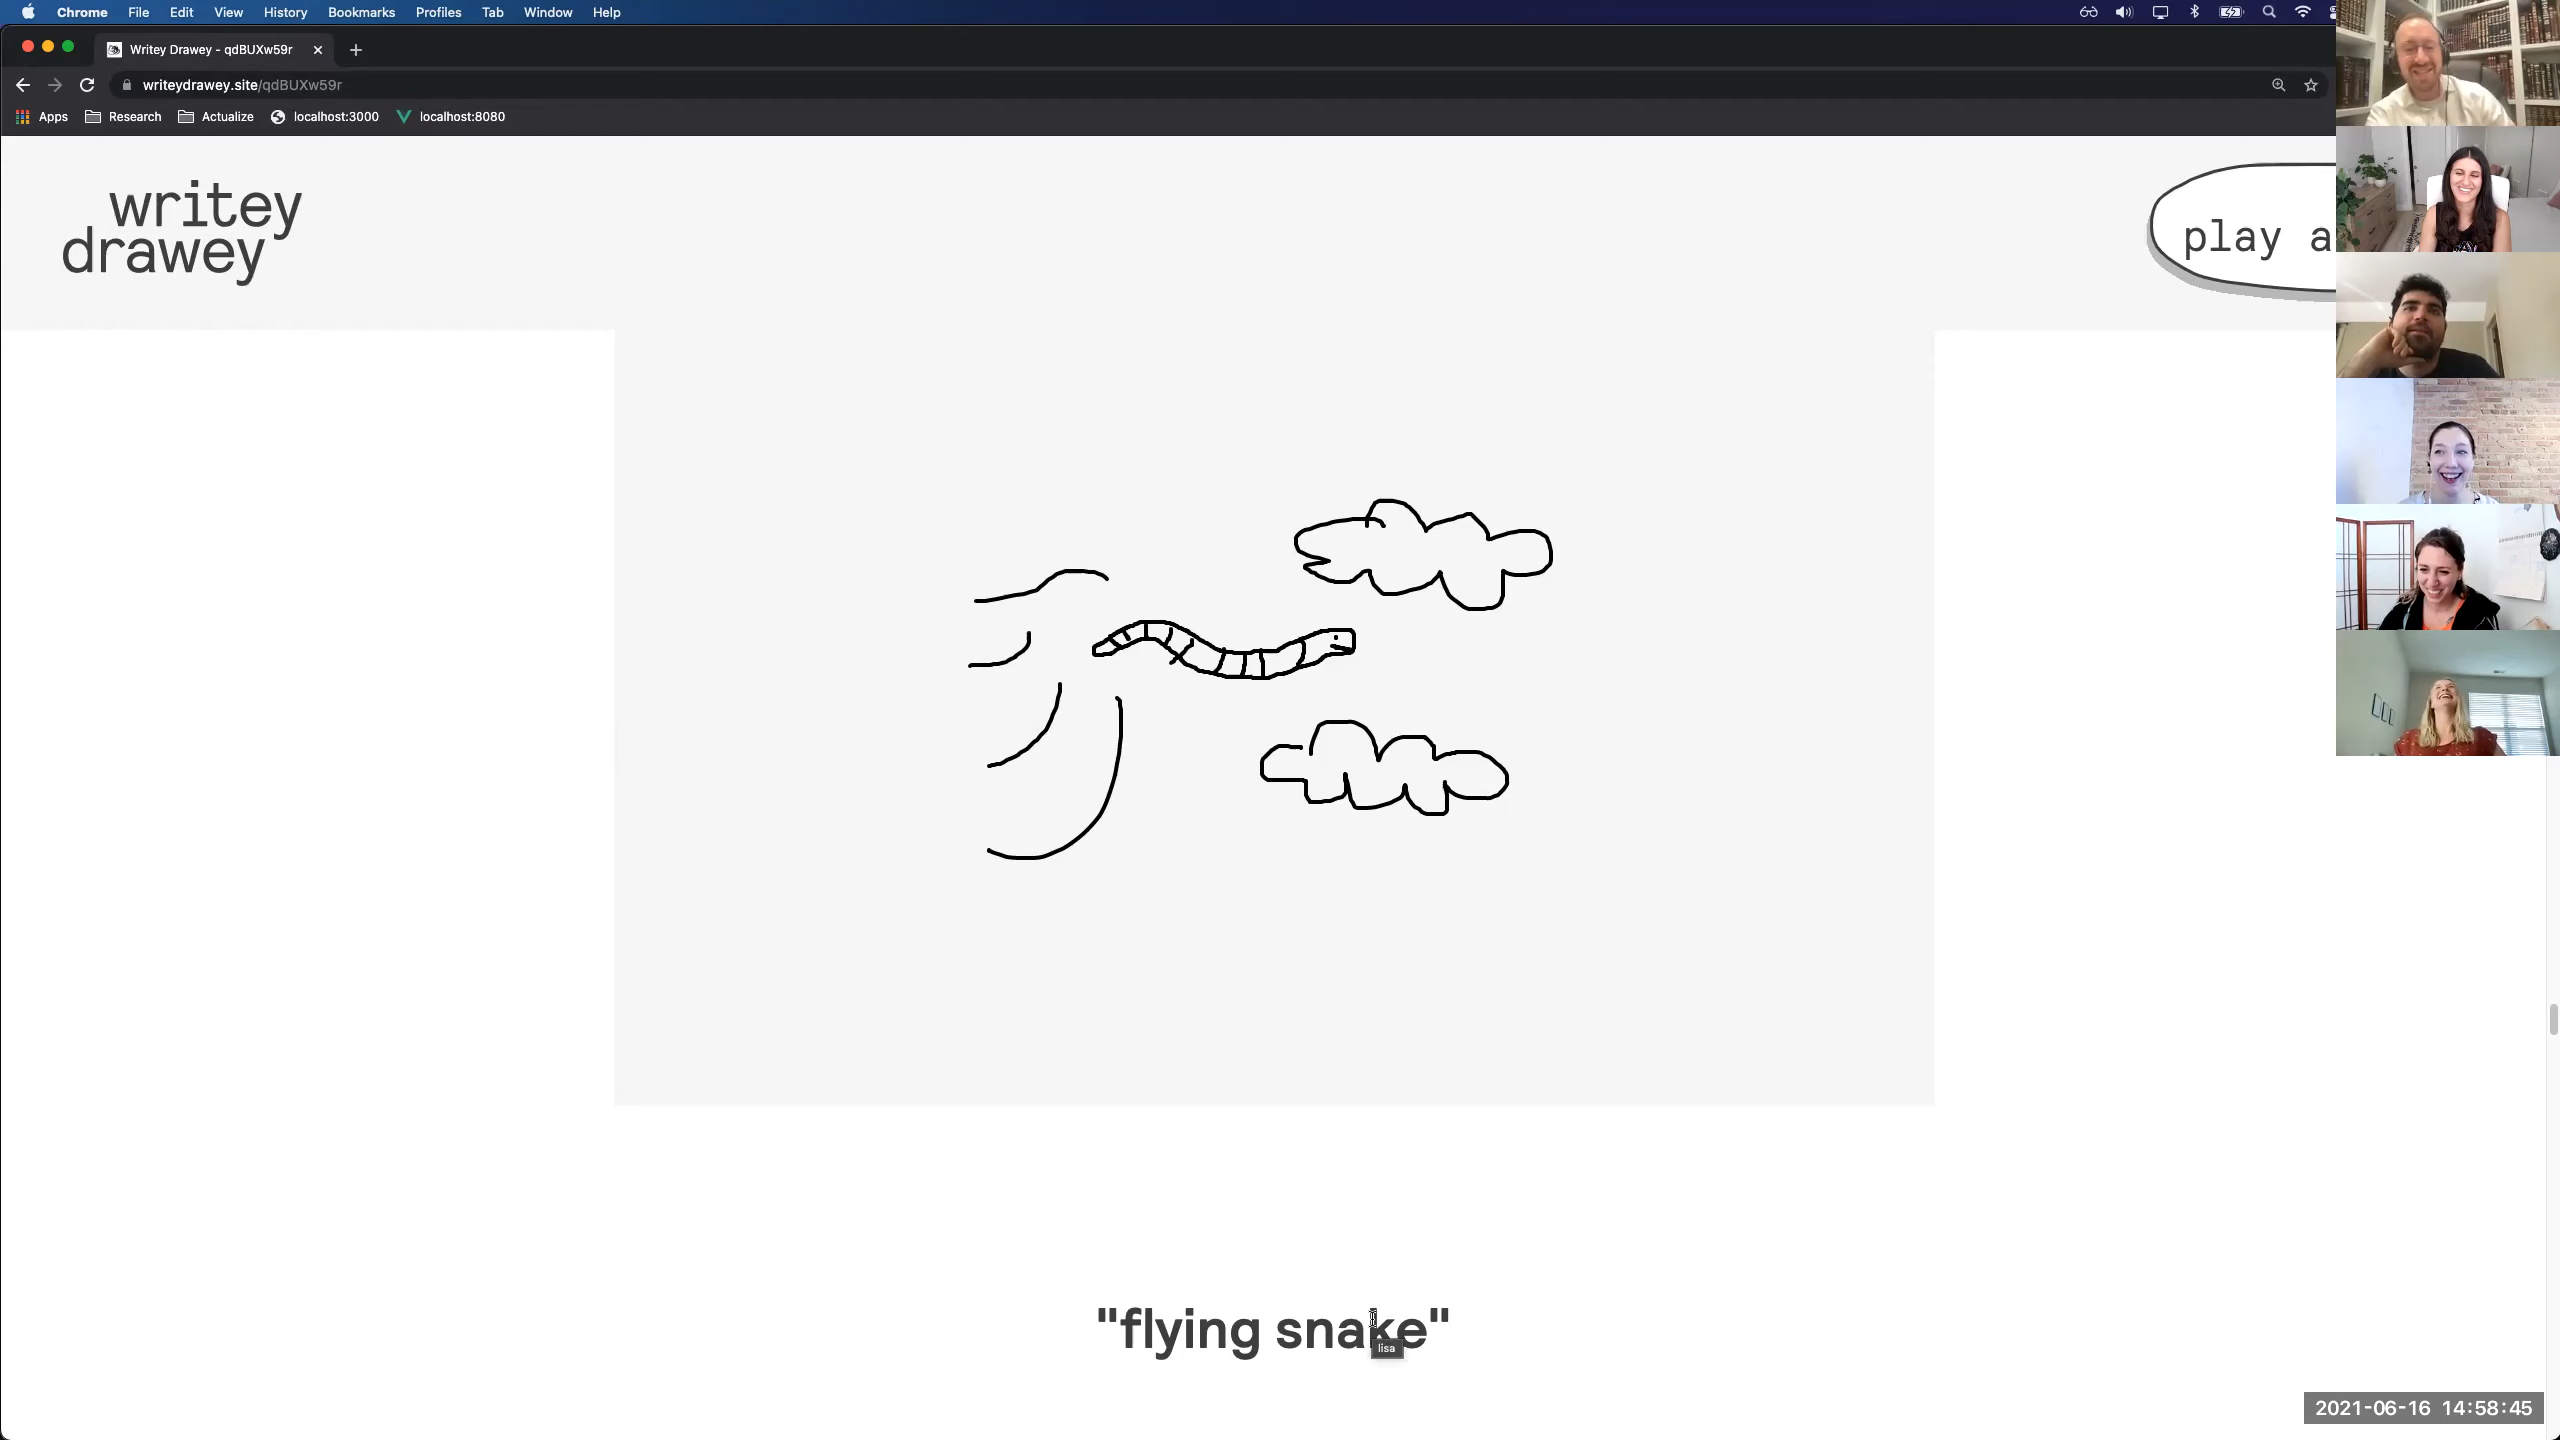 Chrome File Edit View History Bookmarks Profiles Tab Window Help
Writey Drawey - qdBUXw59r
writeydrawey.site/qdBUXw59r
Apps Research Actualize localhost:3000 localhost:8080
writey
drawey
play a
"flying snake"
lisa
2021-06-16 14:58:45